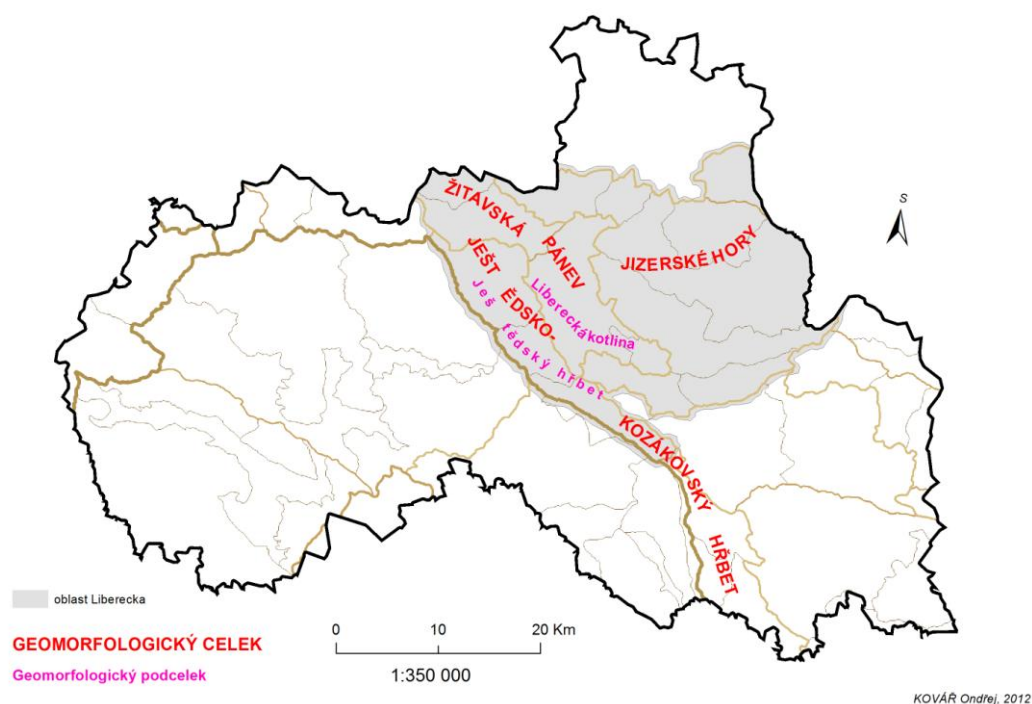 S
ŽITAVSKÁ PÁNEV
JIZERSKÉ HORY
JEŠTĚDSKO-
Liberecká kotlina
Ještědský hřbet
KOZÁKOVSKÝ
HŘBET
oblast Liberecka
GEOMORFOLOGICKÝ CELEK
Geomorfologický podcelek
0 10 20 Km
1:350 000
KOVÁŘ Ondřej, 2012